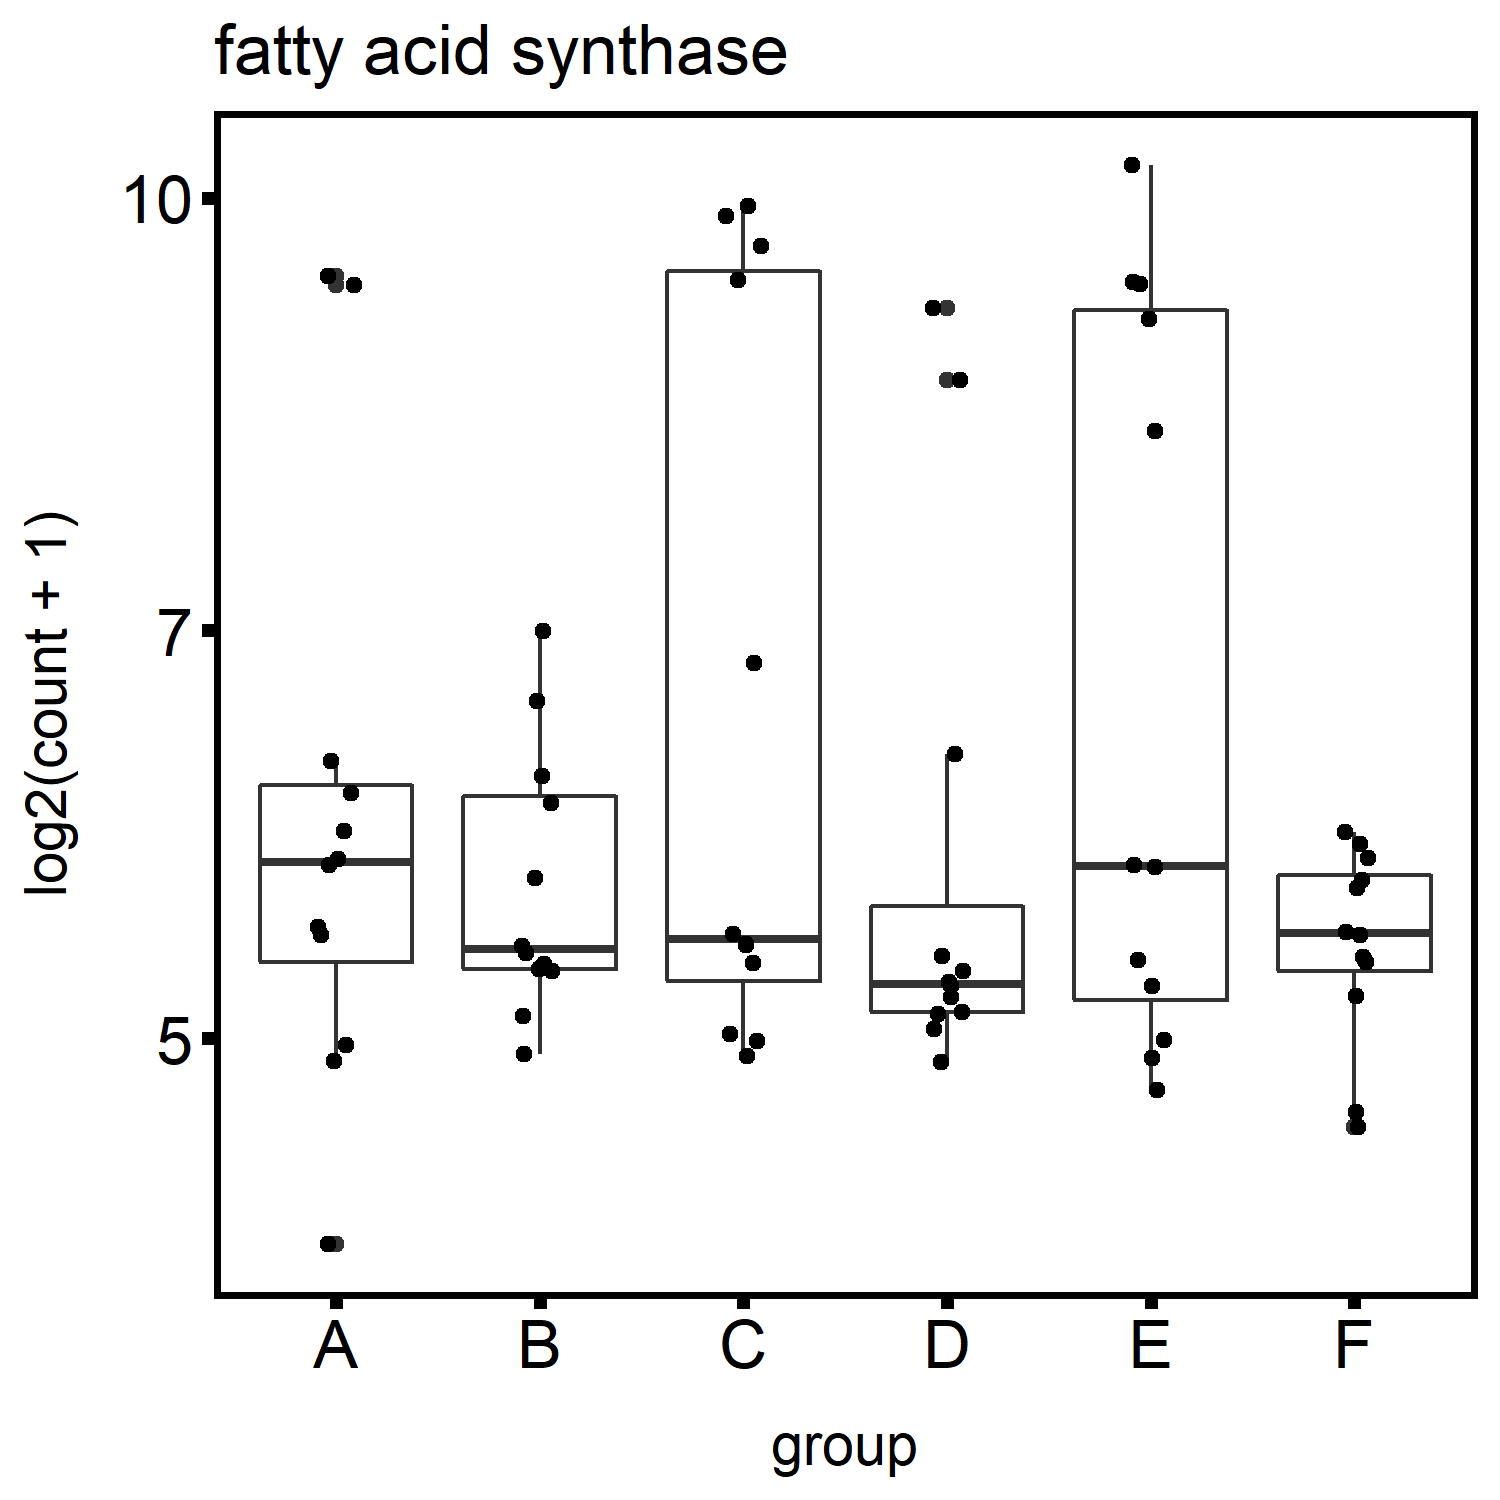 fatty acid synthase
10
7
5
log2(count + 1)
A B C D E F
group